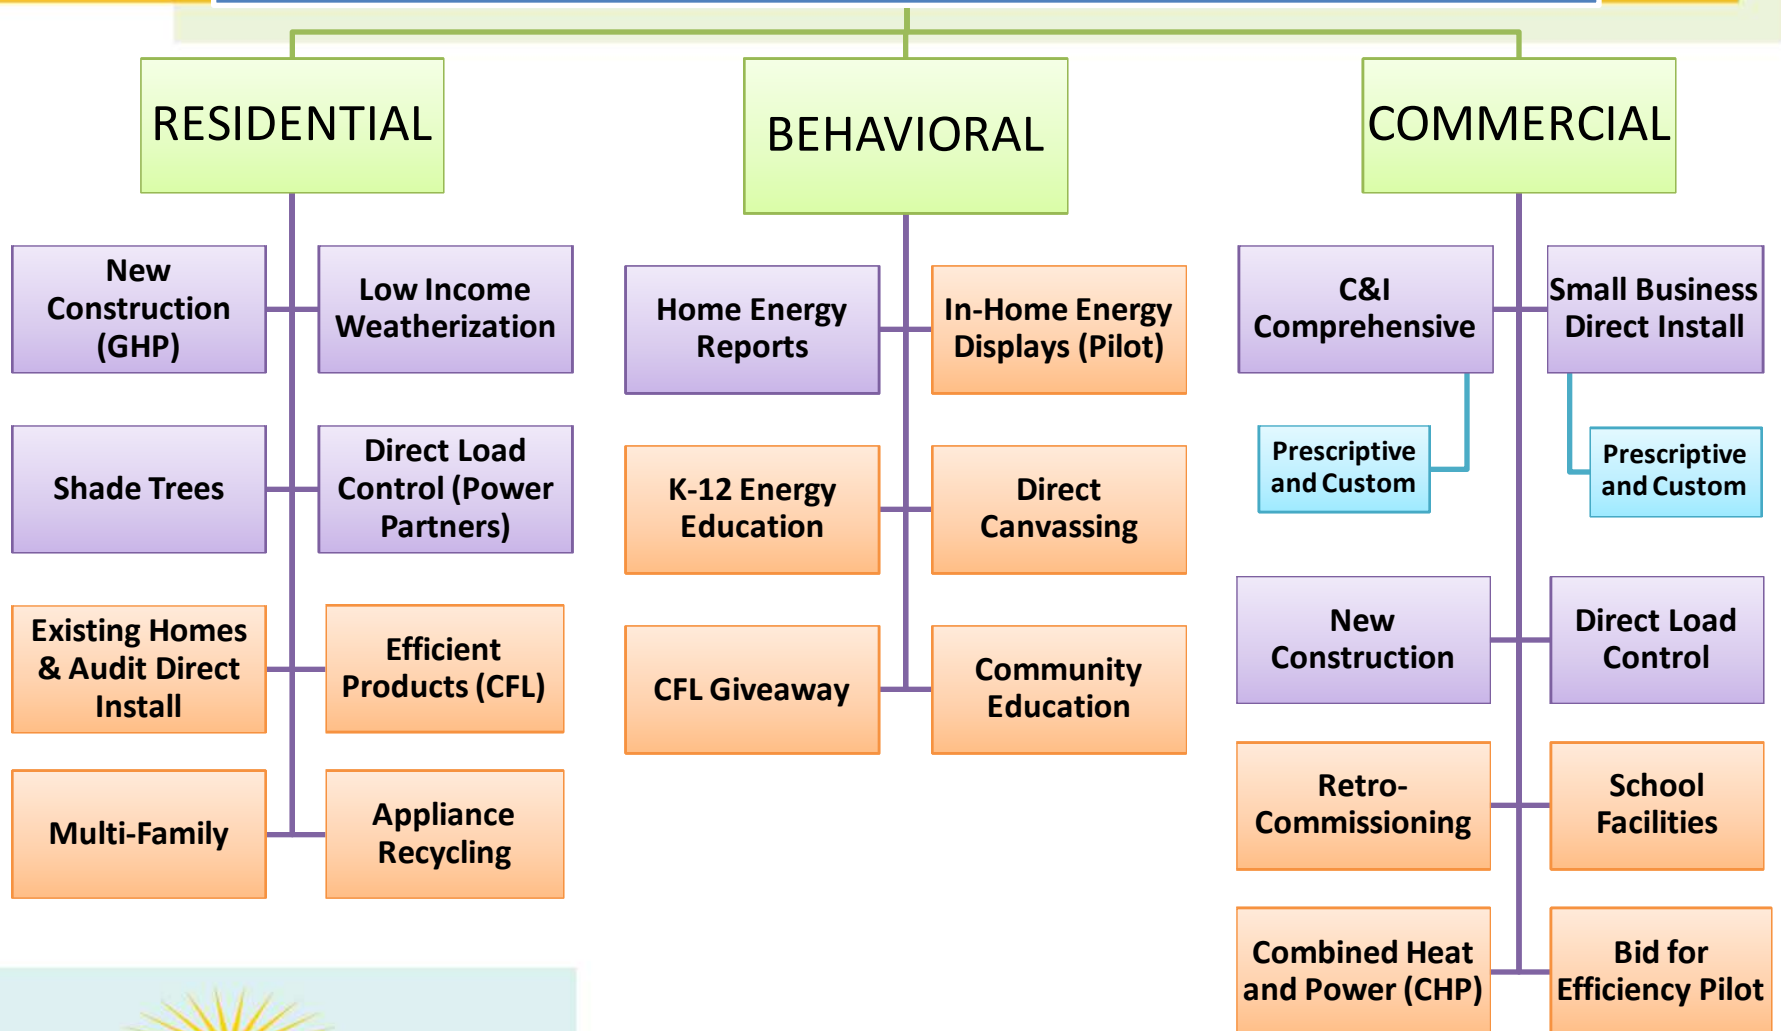 RESIDENTIAL
BEHAVIORAL
COMMERCIAL
New
Construction
(GHP)
Low Income
Weatherization
Shade Trees
Direct Load
Control (Power
Partners)
Existing Homes
& Audit Direct
Install
Efficient
Products (CFL)
Multi-Family
Appliance
Recycling
Home Energy
Reports
In-Home Energy
Displays (Pilot)
K-12 Energy
Education
Direct
Canvassing
CFL Giveaway
Community
Education
C&I
Comprehensive
Small Business
Direct Install
Prescriptive
and Custom
Prescriptive
and Custom
New
Construction
Direct Load
Control
Retro-
Commissioning
School
Facilities
Combined Heat
and Power (CHP)
Bid for
Efficiency Pilot